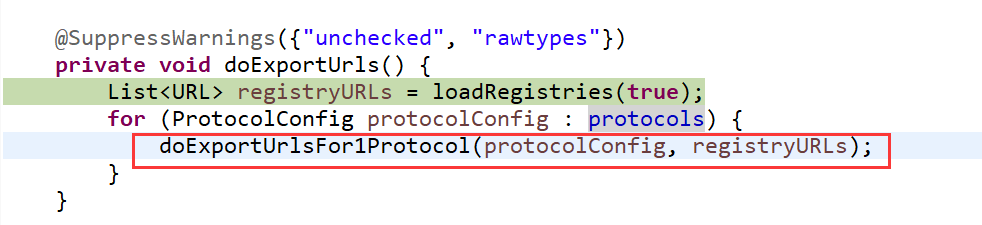 @SuppressWarnings({"unchecked", "rawtypes"})
private void doExportUrls() {
List<URL> registryURLs = loadRegistries(true);
for (ProtocolConfig protocolConfig : protocols) {
doExportUrlsFor1Protocol(protocolConfig, registryURLs);
}
}